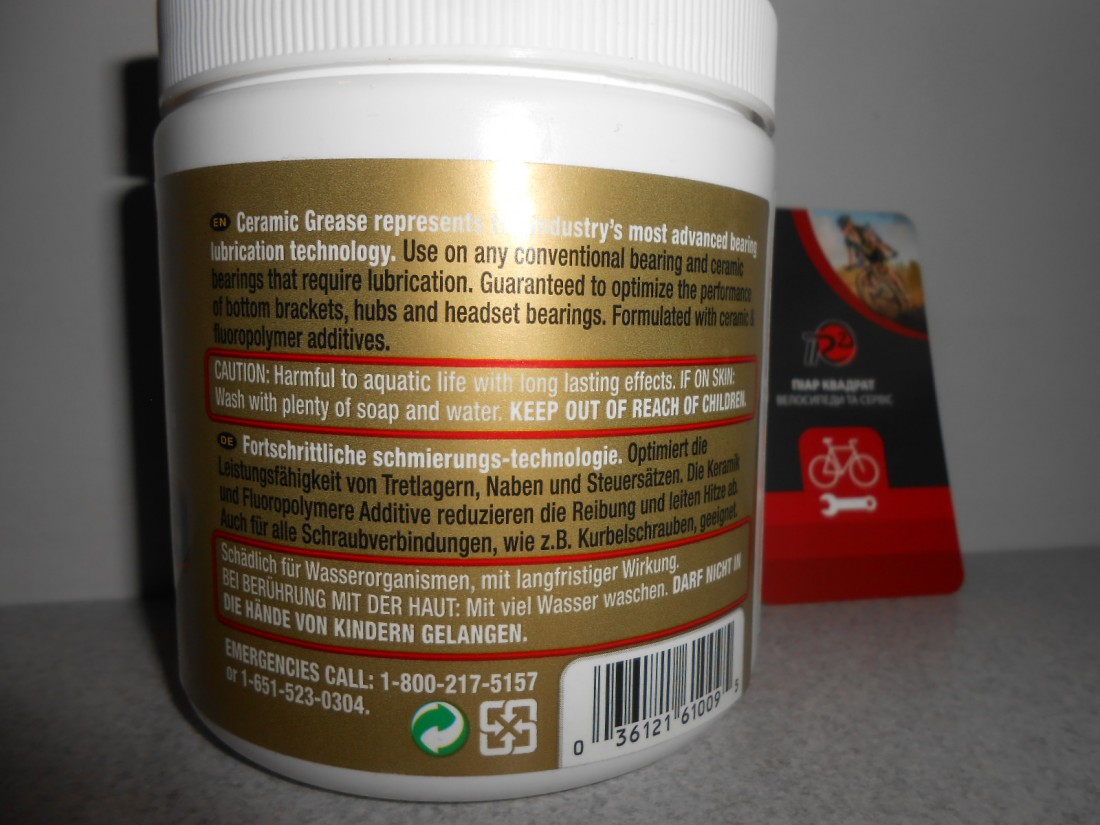 EN Ceramic Grease represents industry's most advanced bearing
lubrication technology. Use on any conventional bearing and ceramic
bearings that require lubrication. Guaranteed to optimize the performance
of bottom brackets, hubs and headset bearings. Formulated with ceramic &
fluoropolymer additives.
CAUTION: Harmful to aquatic life with long lasting effects. IF ON SKIN:
Wash with plenty of soap and water. KEEP OUT OF REACH OF CHILDREN.
DE Fortschrittliche schmierungs-technologie. Optimiert die
Leistungsfähigkeit von Tretlagern, Naben und Steuersätzen. Die Keramik
und Fluoropolymere Additive reduzieren die Reibung und leiten Hitze ab.
Auch für alle Schraubverbindungen, wie z.B. Kurbelschrauben, geeignet.
Schädlich für Wasserorganismen, mit langfristiger Wirkung.
BEI BERÜHRUNG MIT DER HAUT: Mit viel Wasser waschen. DARF NICHT IN
DIE HÄNDE VON KINDERN GELANGEN.
EMERGENCIES CALL: 1-800-217-5157
or 1-651-523-0304.
0 36121 61009 5
ПІАР КВАДРАТ
ВЕЛОСИПЕДИ ТА СЕРВІС